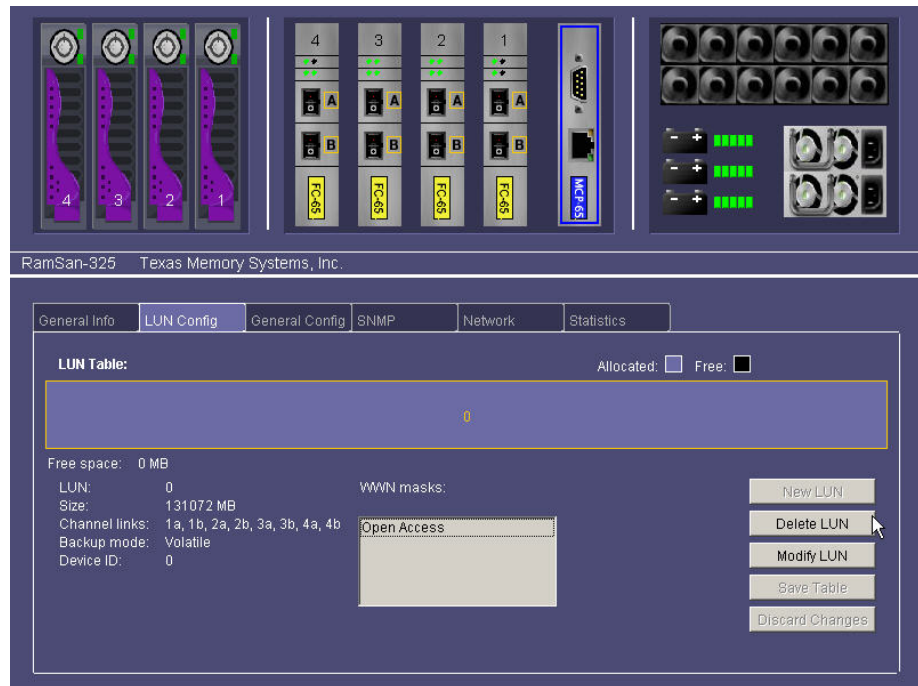 4 3 2 1
A A A A
B B B B
FC-65 FC-65 FC-65 FC-65 MCP-65
4 3 2 1
RamSan-325 Texas Memory Systems, Inc.
General Info LUN Config General Config SNMP Network Statistics
LUN Table: Allocated: Free:
0
Free space: 0 MB
LUN: 0
Size: 131072 MB
Channel links: 1a, 1b, 2a, 2b, 3a, 3b, 4a, 4b
Backup mode: Volatile
Device ID: 0
WWN masks:
Open Access
New LUN
Delete LUN
Modify LUN
Save Table
Discard Changes